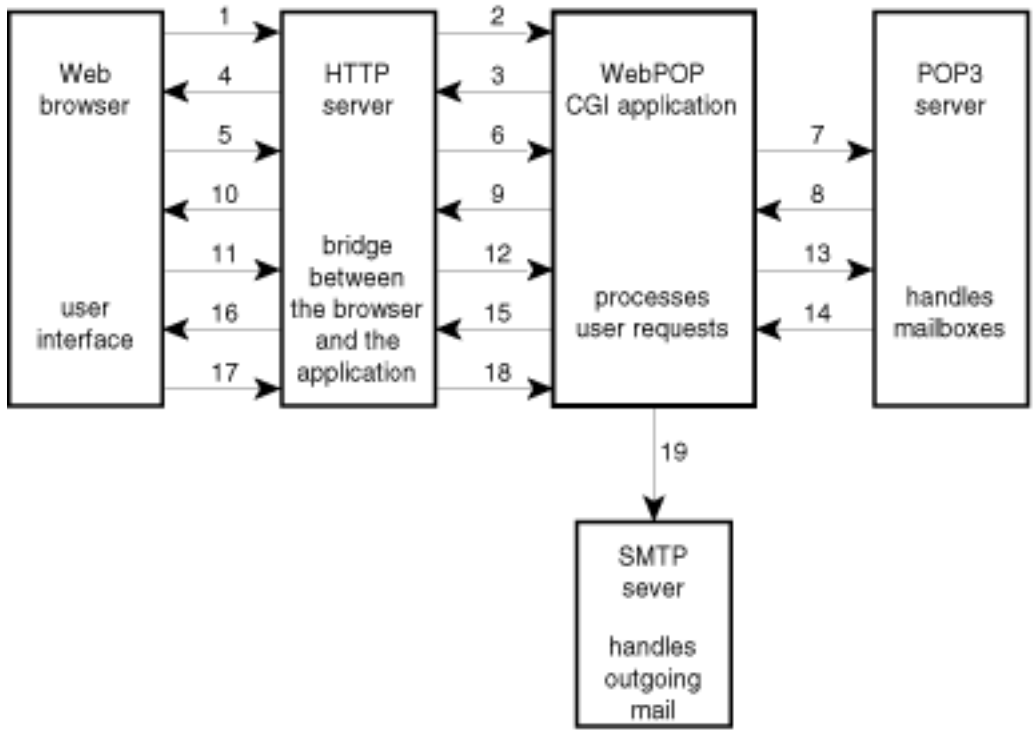 1
2
Web
browser
4
HTTP
server
3
WebPOP
CGI application
POP3
server
5
6
7
10
9
8
11
bridge
between
the browser
and the
application
12
13
user
interface
16
15
processes
user requests
14
handles
mailboxes
17
18
19
SMTP
sever
handles
outgoing
mail